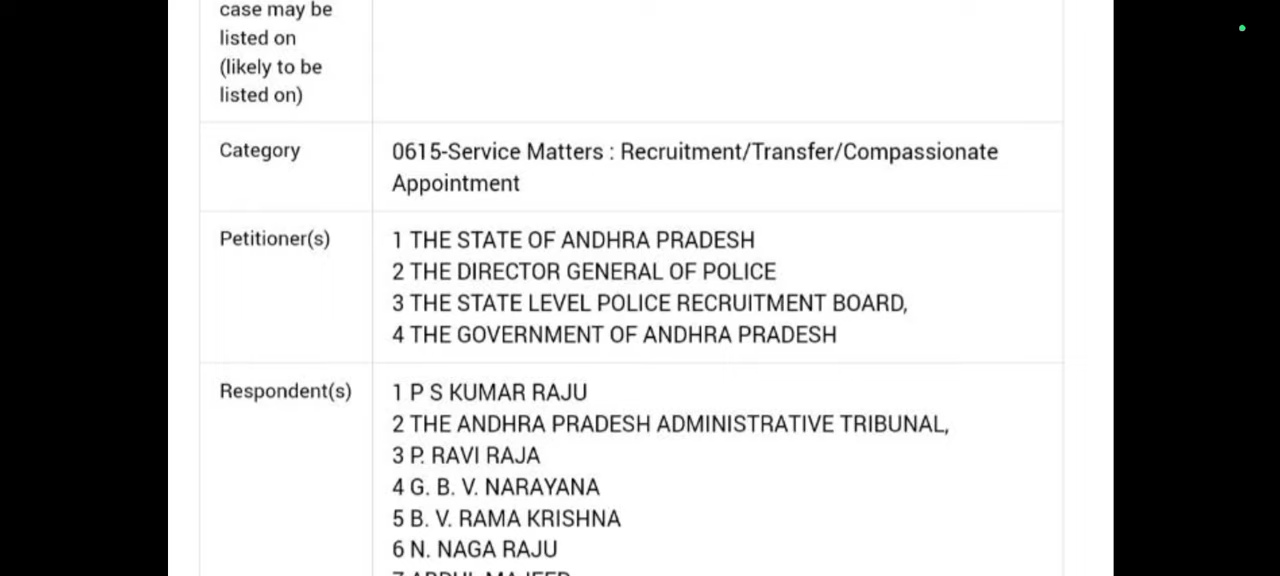 case may be
listed on
(likely to be
listed on)
Category
0615-Service Matters : Recruitment/Transfer/Compassionate
Appointment
Petitioner(s)
1 THE STATE OF ANDHRA PRADESH
2 THE DIRECTOR GENERAL OF POLICE
3 THE STATE LEVEL POLICE RECRUITMENT BOARD,
4 THE GOVERNMENT OF ANDHRA PRADESH
Respondent(s)
1 P S KUMAR RAJU
2 THE ANDHRA PRADESH ADMINISTRATIVE TRIBUNAL,
3 P. RAVI RAJA
4 G. B. V. NARAYANA
5 B. V. RAMA KRISHNA
6 N. NAGA RAJU